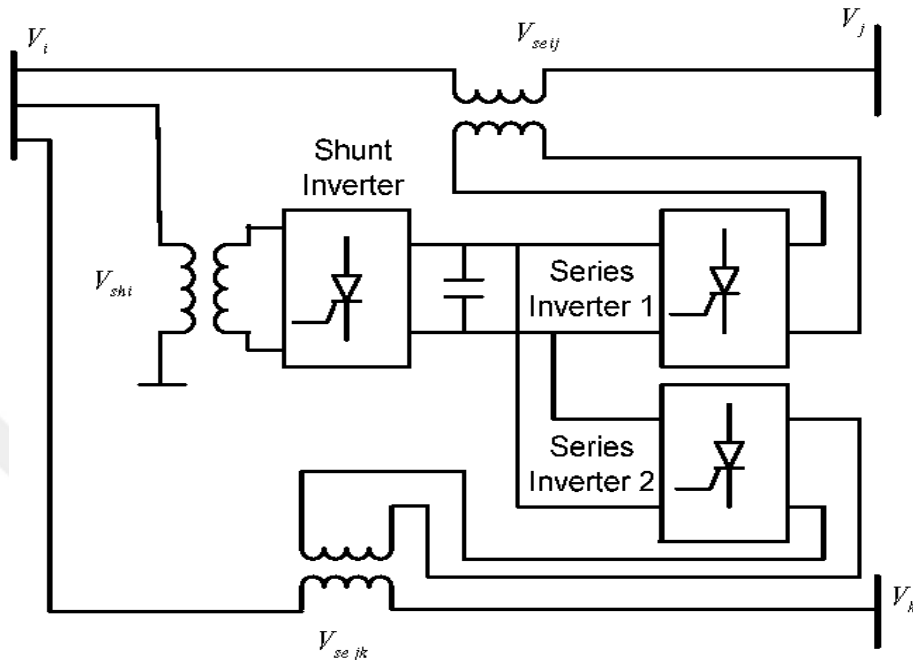 V_i
V_seij
V_j
Shunt
Inverter
V_shi
Series
Inverter 1
Series
Inverter 2
V_k
V_se jk